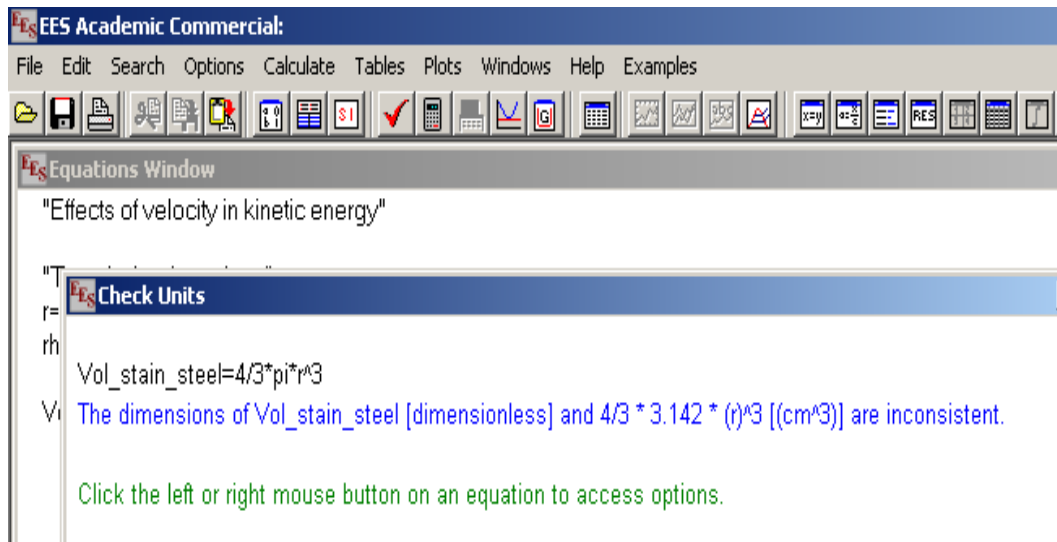 EES Academic Commercial:
File Edit Search Options Calculate Tables Plots Windows Help Examples
Equations Window
"Effects of velocity in kinetic energy"
"T
r=
rh
Check Units
Vol_stain_steel=4/3*pi*r^3
The dimensions of Vol_stain_steel [dimensionless] and 4/3 * 3.142 * (r)^3 [(cm^3)] are inconsistent.
Click the left or right mouse button on an equation to access options.